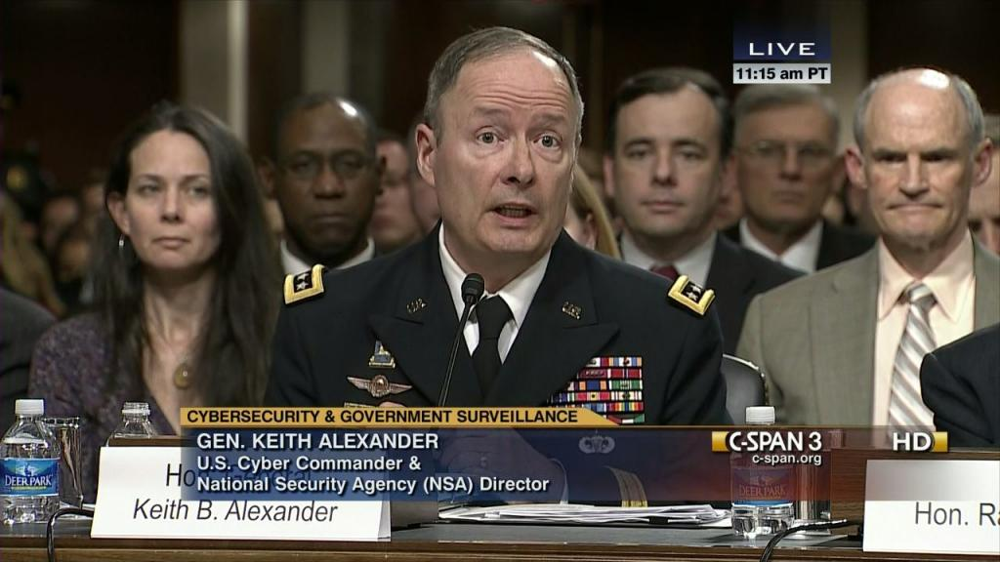 LIVE
11:15 am PT
CYBERSECURITY & GOVERNMENT SURVEILLANCE
GEN. KEITH ALEXANDER
U.S. Cyber Commander &
National Security Agency (NSA) Director
C-SPAN 3
c-span.org
HD
DEER PARK
Keith B. Alexander
DEER PARK
Hon. Ra